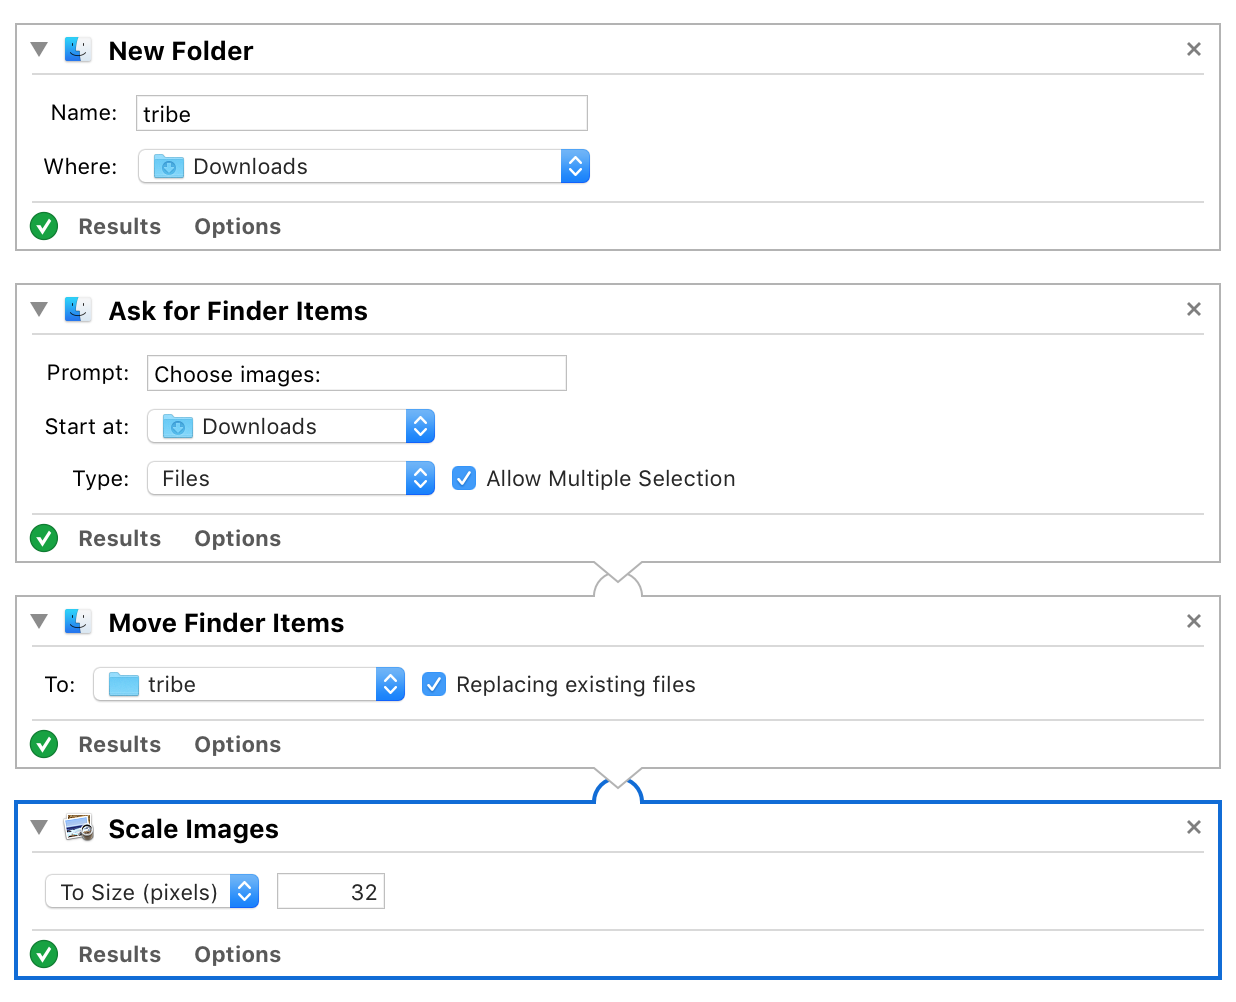 New Folder
Name: tribe
Where: Downloads
Results Options
Ask for Finder Items
Prompt: Choose images:
Start at: Downloads
Type: Files Allow Multiple Selection
Results Options
Move Finder Items
To: tribe Replacing existing files
Results Options
Scale Images
To Size (pixels) 32
Results Options